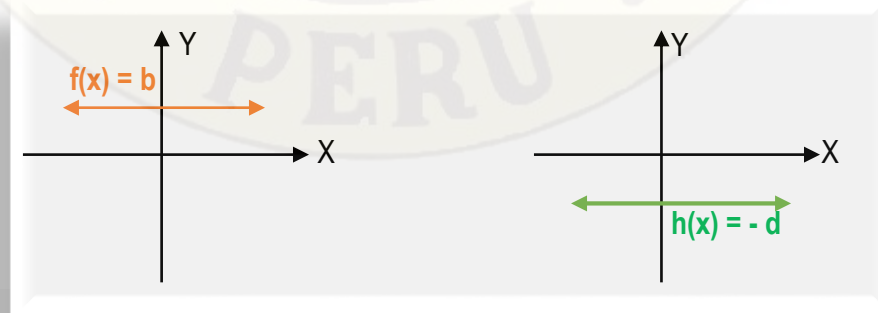 PERU
Y
f(x) = b
X
Y
X
h(x) = - d